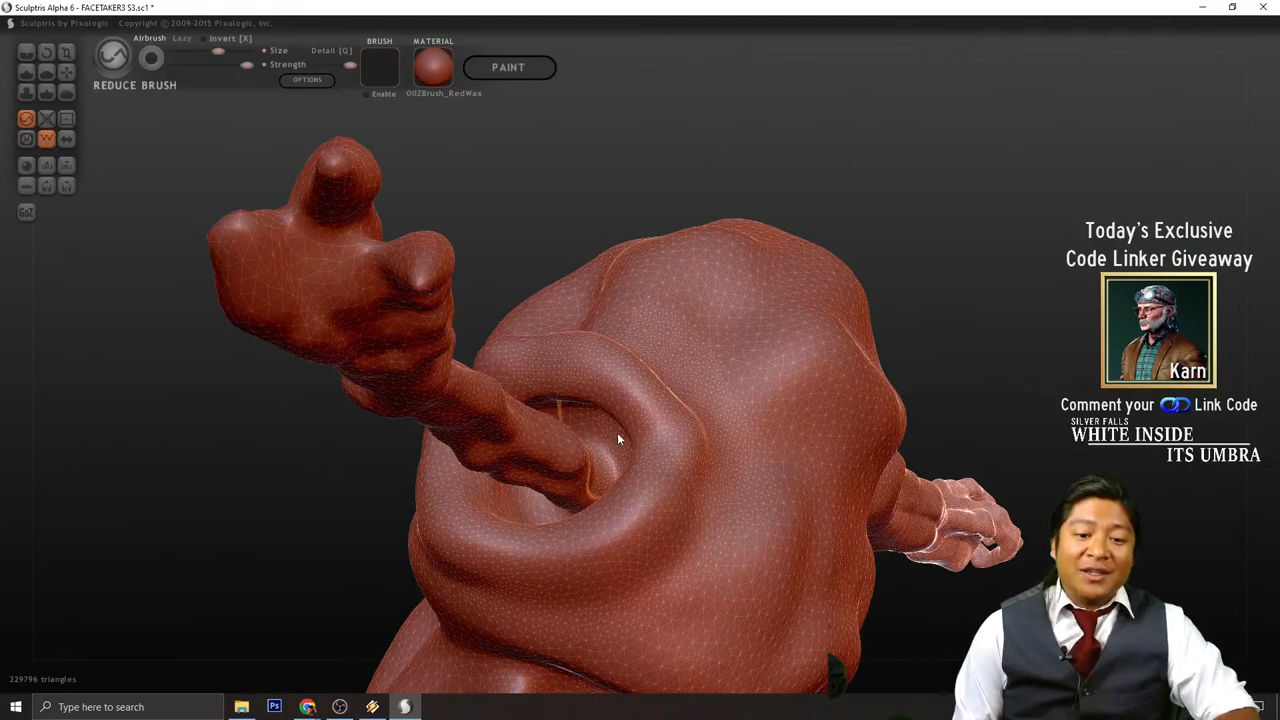 Sculptris Alpha 6 - FACETAKER3 S3.sc1 *
Sculptris by Pixologic Copyright © 2009-2015 Pixologic, Inc.
Airbrush Lazy Invert [X]
Size Detail [Q]
Strength
OPTIONS
REDUCE BRUSH
BRUSH
Enable
MATERIAL
00ZBrush_RedWax
PAINT
GoZ
Today's Exclusive
Code Linker Giveaway
Karn
Comment your Link Code
SILVER FALLS
WHITE INSIDE
ITS UMBRA
229796 triangles
Type here to search
Ps